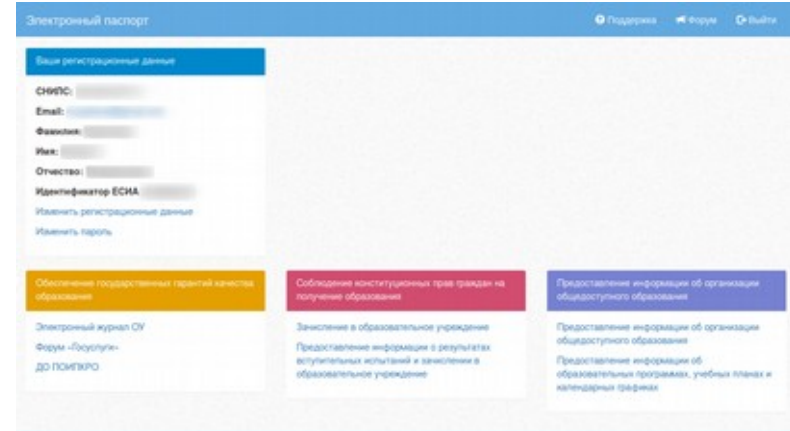 Электронный паспорт
Поддержка Форум Выйти
Ваши регистрационные данные
СНИЛС:
Email:
Фамилия:
Имя:
Отчество:
Идентификатор ЕСИА
Изменить регистрационные данные
Изменить пароль
Обеспечение государственных гарантий качества
образования
Электронный журнал ОУ
Форум «Госуслуги»
ДО ПОИПКРО
Соблюдение конституционных прав граждан на
получение образования
Зачисление в образовательное учреждение
Предоставление информации о результатах
вступительных испытаний и зачислении в
образовательное учреждение
Предоставление информации об организации
общедоступного образования
Предоставление информации об организации
общедоступного образования
Предоставление информации об
образовательных программах, учебных планах и
календарных графиках